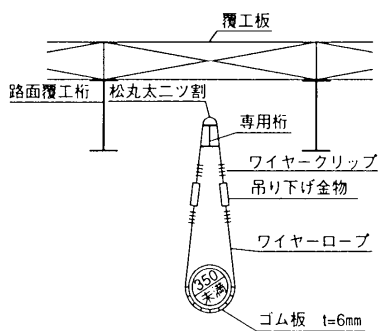 覆工板
路面覆工桁
松丸太二ツ割
専用桁
ワイヤークリップ
吊り下げ金物
ワイヤーロープ
350
未満
ゴム板 t=6mm